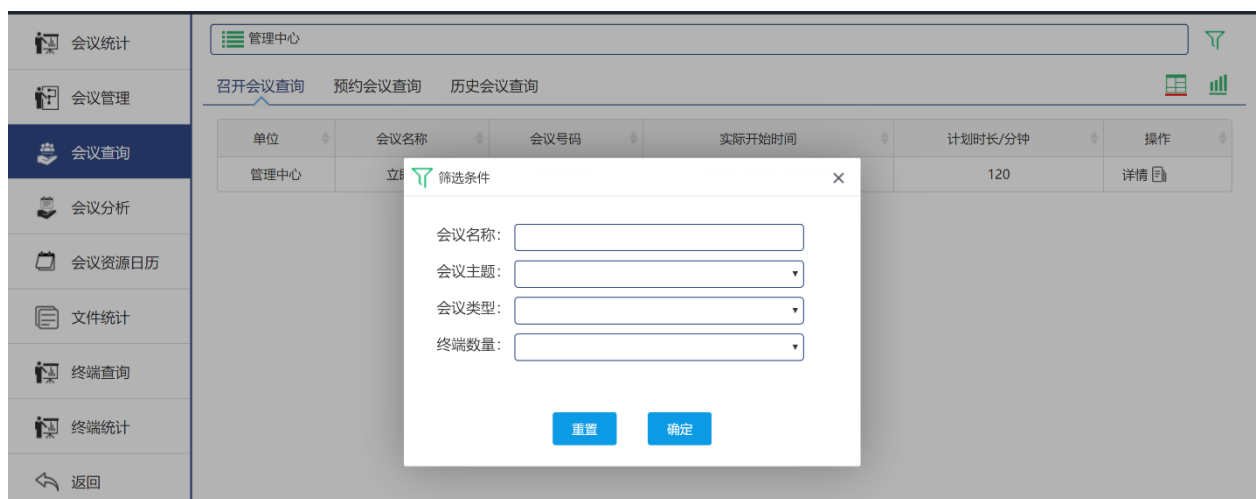 会议统计
会议管理
会议查询
会议分析
会议资源日历
文件统计
终端查询
终端统计
返回
管理中心
召开会议查询 预约会议查询 历史会议查询
单位 会议名称 会议号码 实际开始时间 计划时长/分钟 操作
管理中心 立 120 详情
筛选条件 ×
会议名称:
会议主题:
会议类型:
终端数量:
重置 确定